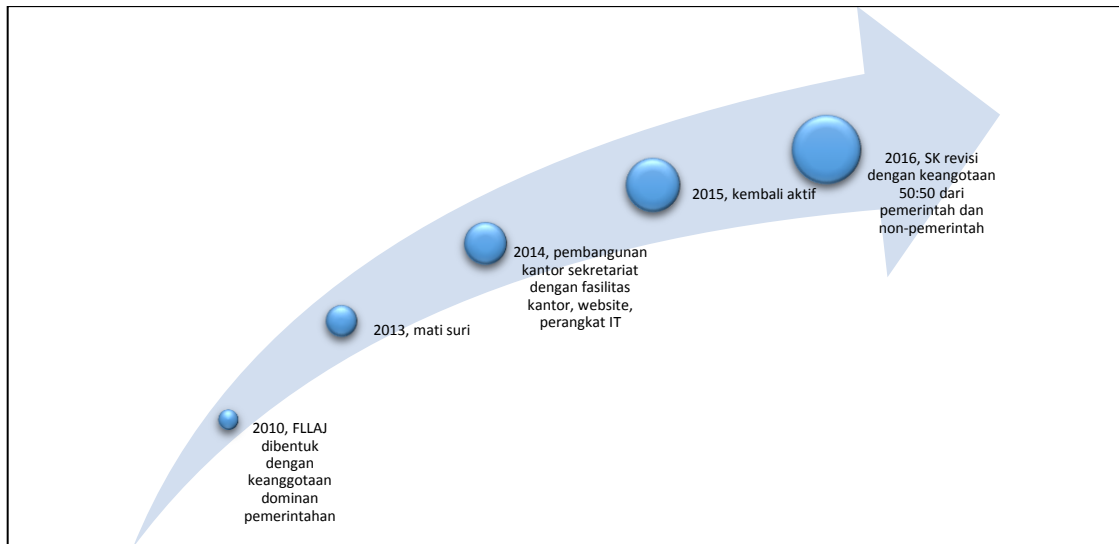 2010, FLLAJ
dibentuk
dengan
keanggotaan
dominan
pemerintahan
2013, mati suri
2014, pembangunan
kantor sekretariat
dengan fasilitas
kantor, website,
perangkat IT
2015, kembali aktif
2016, SK revisi
dengan keangotaan
50:50 dari
pemerintah dan
non-pemerintah